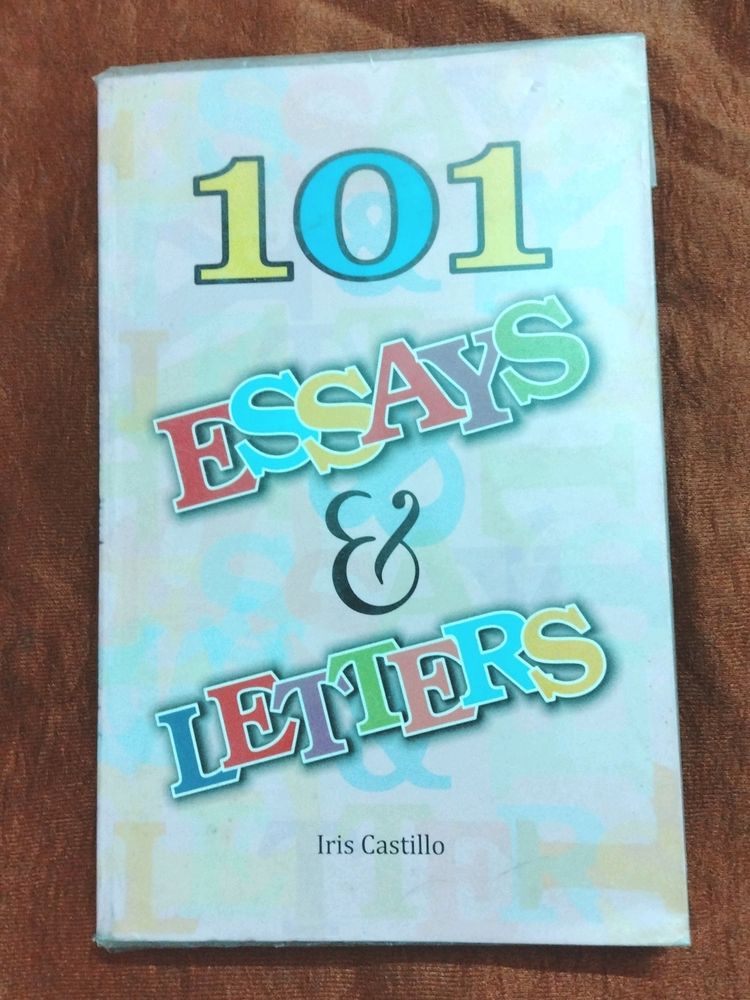 101
ESSAYS
&
LETTERS
Iris Castillo